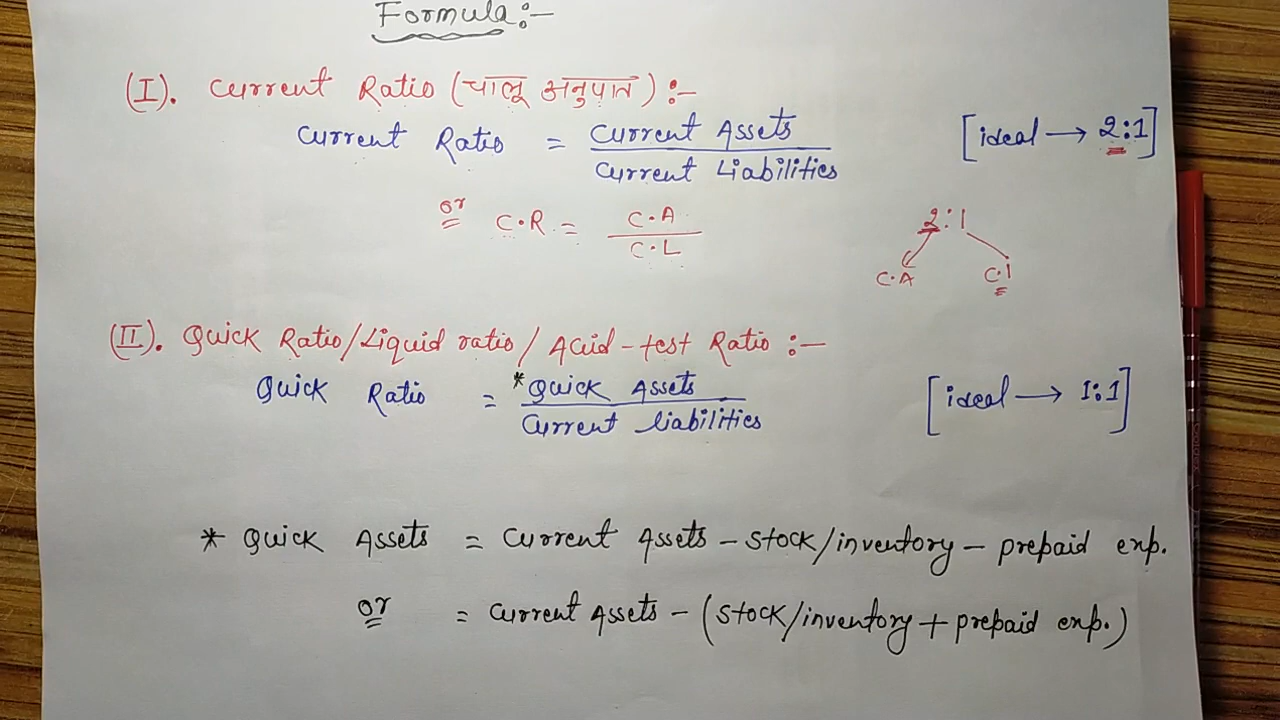 Formula:-
(I). Current Ratio (चालू अनुपात) :-
Current Ratio = Current Assets / Current Liabilities [ideal → 2:1]
or C.R = C.A / C.L
2:1
C.A C.l
(II). Quick Ratio/Liquid ratio/Acid-test Ratio :-
Quick Ratio = *Quick Assets / Current liabilities [ideal → 1:1]
* Quick Assets = Current Assets - Stock/inventory - prepaid exp.
or = Current Assets - (Stock/inventory + prepaid exp.)